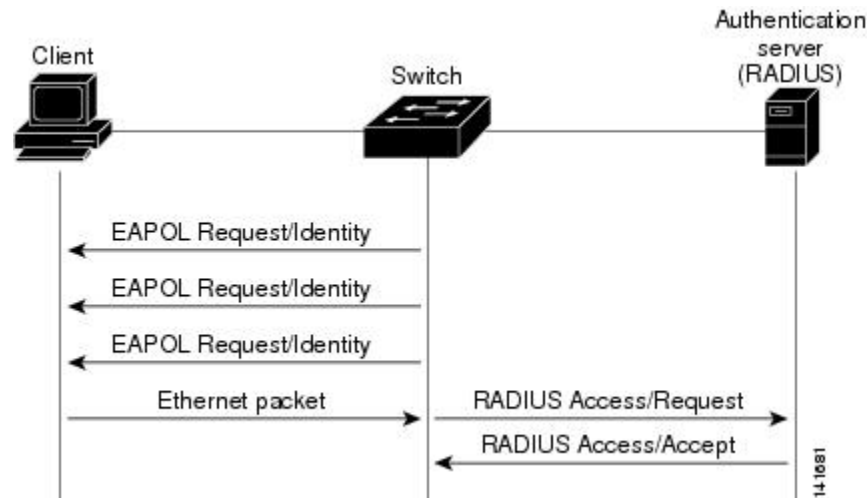 Client
Switch
Authentication
server
(RADIUS)
EAPOL Request/Identity
EAPOL Request/Identity
EAPOL Request/Identity
Ethernet packet
RADIUS Access/Request
RADIUS Access/Accept
141681